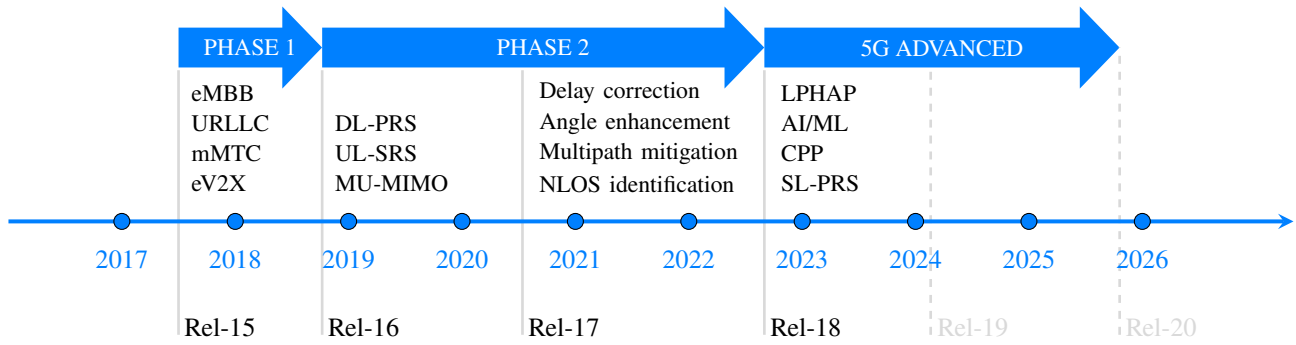 PHASE 1
PHASE 2
5G ADVANCED
eMBB
URLLC
mMTC
eV2X
DL-PRS
UL-SRS
MU-MIMO
Delay correction
Angle enhancement
Multipath mitigation
NLOS identification
LPHAP
AI/ML
CPP
SL-PRS
2017 2018 2019 2020 2021 2022 2023 2024 2025 2026
Rel-15 Rel-16 Rel-17 Rel-18 Rel-19 Rel-20